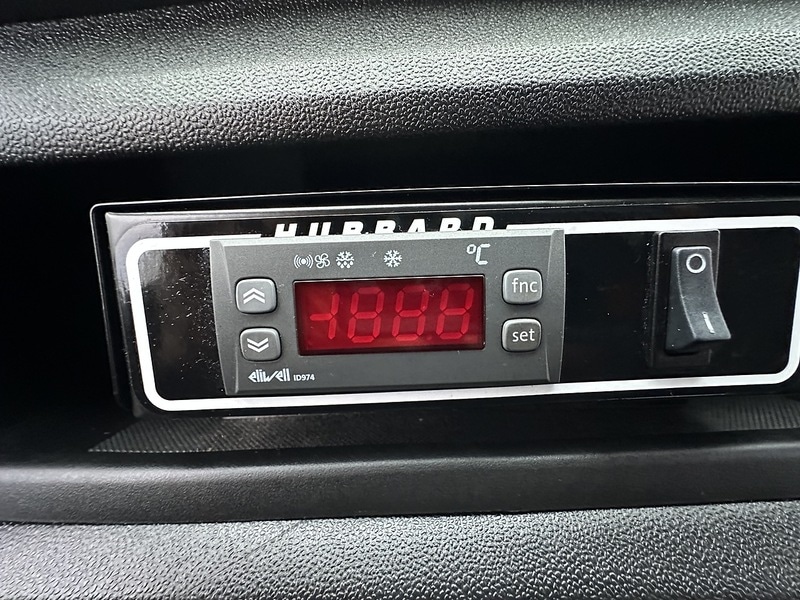 HUBBARD
°C
fnc
-1888
set
eliwell ID974
O
I